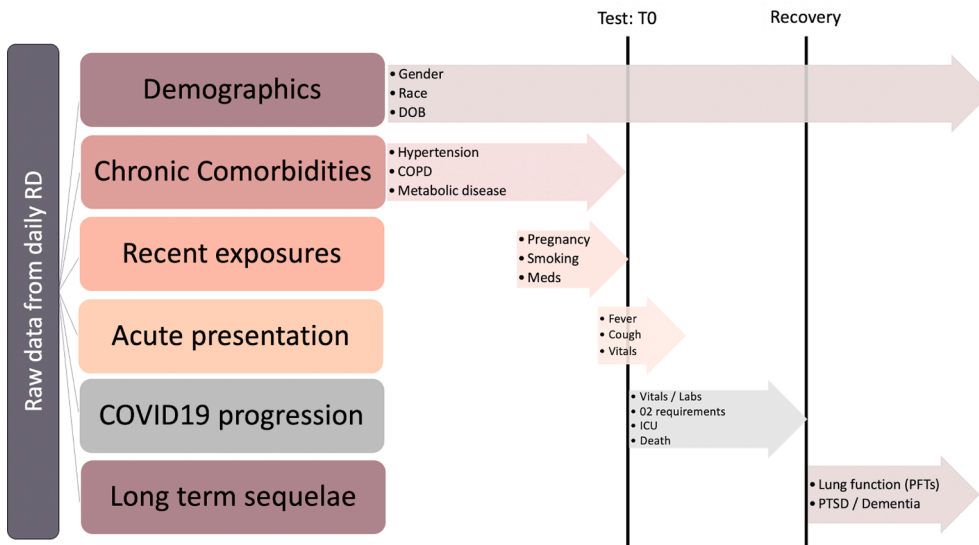 Test: T0
Recovery
Raw data from daily RD
Demographics
• Gender
• Race
• DOB
Chronic Comorbidities
• Hypertension
• COPD
• Metabolic disease
Recent exposures
• Pregnancy
• Smoking
• Meds
Acute presentation
• Fever
• Cough
• Vitals
COVID19 progression
• Vitals / Labs
• 02 requirements
• ICU
• Death
Long term sequelae
• Lung function (PFTs)
• PTSD / Dementia